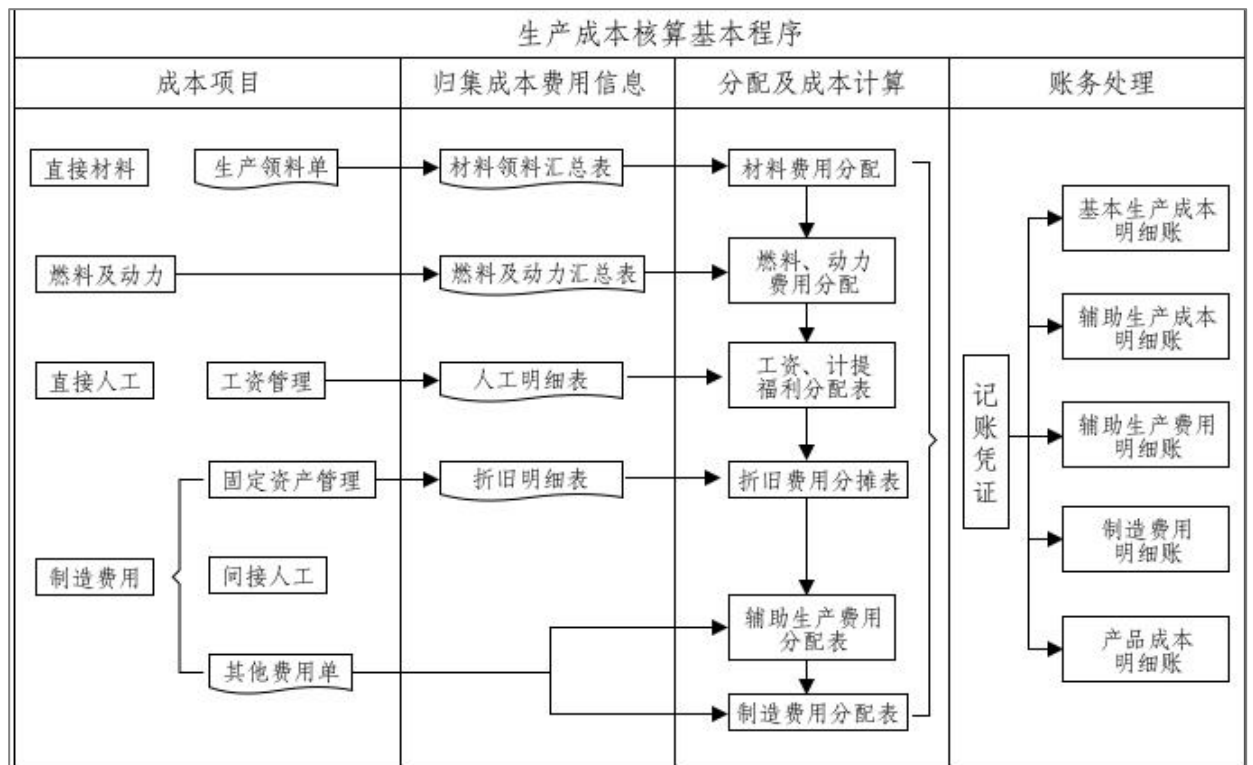 生产成本核算基本程序
成本项目
归集成本费用信息
分配及成本计算
账务处理
直接材料
生产领料单
材料领料汇总表
材料费用分配
燃料及动力
燃料及动力汇总表
燃料、动力
费用分配
直接人工
工资管理
人工明细表
工资、计提
福利分配表
固定资产管理
折旧明细表
折旧费用分摊表
制造费用
间接人工
其他费用单
辅助生产费用
分配表
制造费用分配表
记
账
凭
证
基本生产成本
明细账
辅助生产成本
明细账
辅助生产费用
明细账
制造费用
明细账
产品成本
明细账